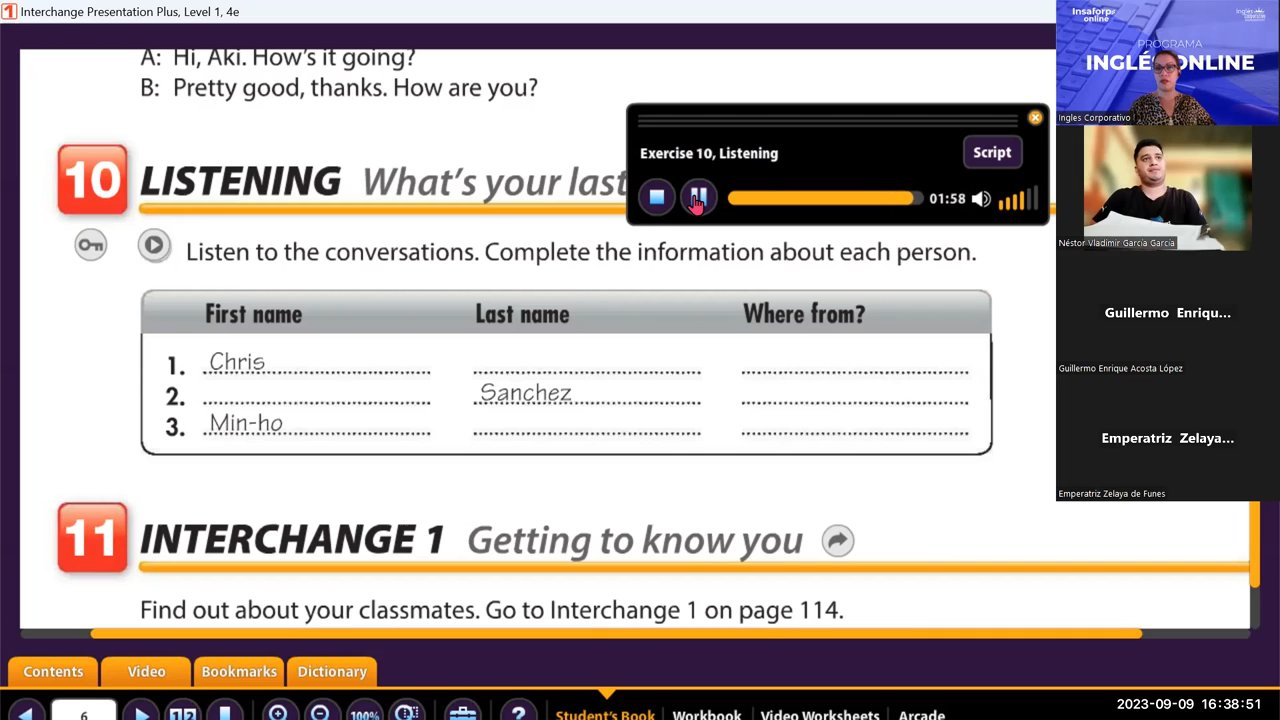 Interchange Presentation Plus, Level 1, 4e
A: Hi, Aki. How's it going?
B: Pretty good, thanks. How are you?
10 LISTENING What's your last
Exercise 10, Listening
Script
01:58
Listen to the conversations. Complete the information about each person.
First name Last name Where from?
1. Chris
2. Sanchez
3. Min-ho
11 INTERCHANGE 1 Getting to know you
Find out about your classmates. Go to Interchange 1 on page 114.
Contents Video Bookmarks Dictionary
6 1 2 100% ?
Student's Book Workbook Video Worksheets Arcade
Insaforp
online
PROGRAMA
INGLÉS ONLINE
Ingles Corporativo
Néstor Vladimir García García
Guillermo Enriqu...
Guillermo Enrique Acosta López
Emperatriz Zelaya...
Emperatriz Zelaya de Funes
2023-09-09 16:38:51